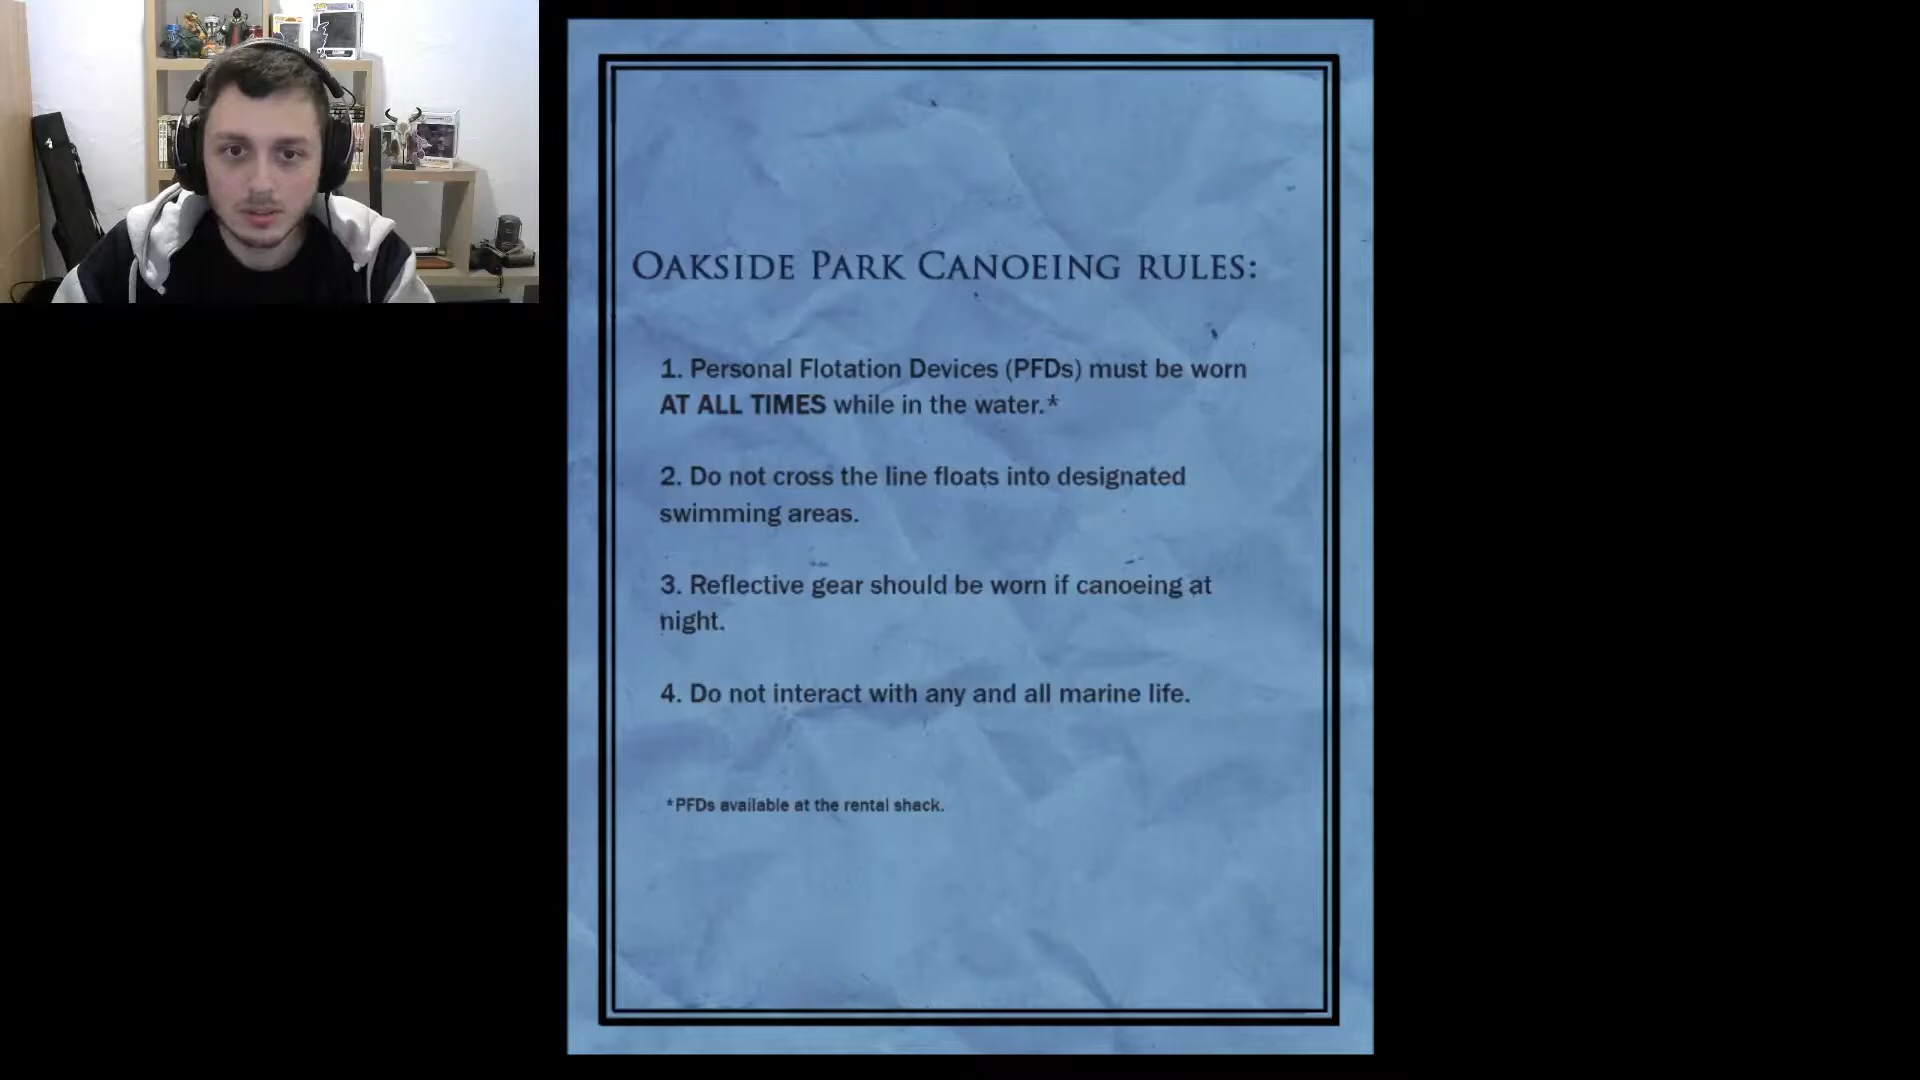 OAKSIDE PARK CANOEING RULES:
1. Personal Flotation Devices (PFDs) must be worn
AT ALL TIMES while in the water.*
2. Do not cross the line floats into designated
swimming areas.
3. Reflective gear should be worn if canoeing at
night.
4. Do not interact with any and all marine life.
*PFDs available at the rental shack.